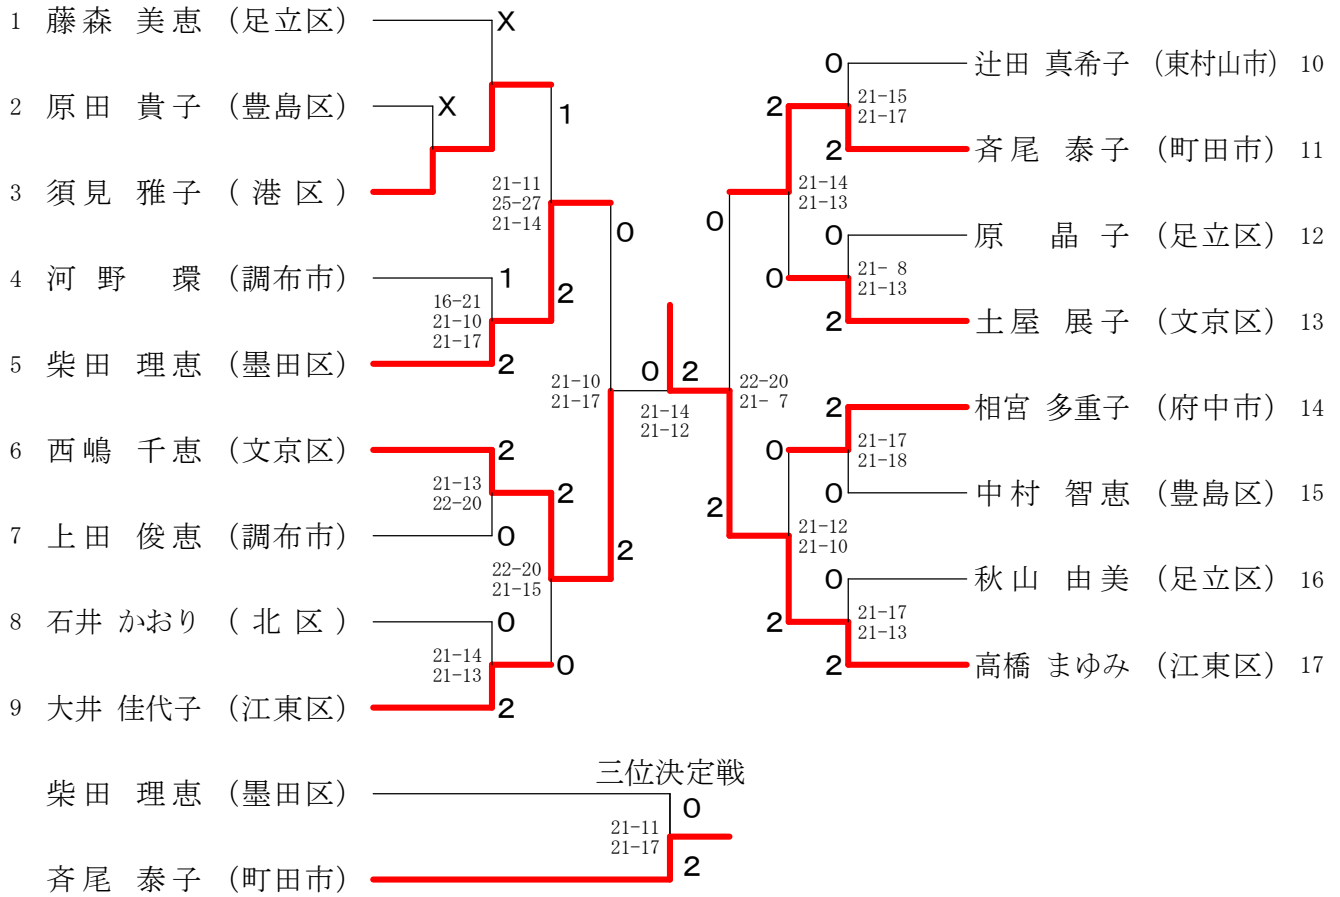 1 藤森 美恵 (足立区) X
2 原田 貴子 (豊島区) X
3 須見 雅子 (港区)
1
21-11
25-27
21-14
0
4 河野 環 (調布市) 1
16-21
21-10
21-17
2
5 柴田 理恵 (墨田区) 2
21-10
21-17
6 西嶋 千恵 (文京区) 2
21-13
22-20
2
7 上田 俊恵 (調布市) 0
22-20
21-15
2
8 石井 かおり (北区) 0
21-14
21-13
0
9 大井 佳代子 (江東区) 2
0 2
21-14
21-12
0 辻田 真希子 (東村山市) 10
2
21-15
21-17
2 斉尾 泰子 (町田市) 11
0
21-14
21-13
0 原 晶子 (足立区) 12
0
21- 8
21-13
2 土屋 展子 (文京区) 13
22-20
21- 7
2 相宮 多重子 (府中市) 14
0
21-17
21-18
0 中村 智恵 (豊島区) 15
2
21-12
21-10
0 秋山 由美 (足立区) 16
2
21-17
21-13
2 高橋 まゆみ (江東区) 17
三位決定戦
柴田 理恵 (墨田区) 0
21-11
21-17
斉尾 泰子 (町田市) 2